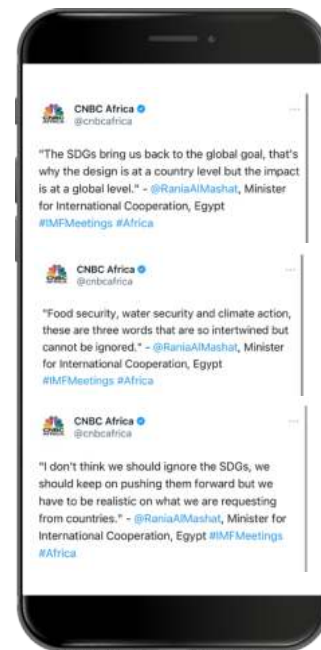 CNBC Africa
@cnbcafrica
"The SDGs bring us back to the global goal, that's
why the design is at a country level but the impact
is at a global level." - @RaniaAlMashat, Minister
for International Cooperation, Egypt
#IMFMeetings #Africa
CNBC Africa
@cnbcafrica
"Food security, water security and climate action,
these are three words that are so intertwined but
cannot be ignored." - @RaniaAlMashat, Minister
for International Cooperation, Egypt
#IMFMeetings #Africa
CNBC Africa
@cnbcafrica
"I don't think we should ignore the SDGs, we
should keep on pushing them forward but we
have to be realistic on what we are requesting
from countries." - @RaniaAlMashat, Minister for
International Cooperation, Egypt #IMFMeetings
#Africa